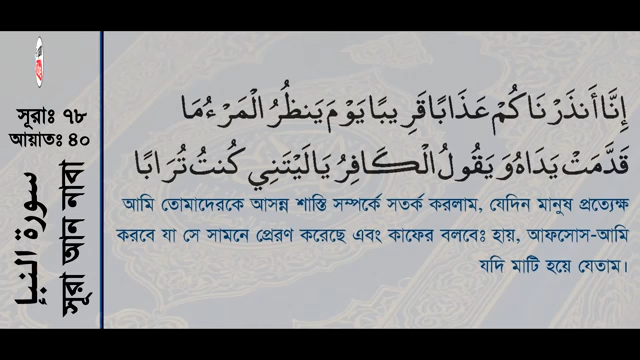 সূরাঃ ৭৮
আয়াতঃ ৪০
سورة النبإ
সূরা আন নাবা
إِنَّا أَنذَرْنَاكُمْ عَذَابًا قَرِيبًا يَوْمَ يَنظُرُ الْمَرْءُ مَا
قَدَّمَتْ يَدَاهُ وَيَقُولُ الْكَافِرُ يَا لَيْتَنِي كُنتُ تُرَابًا
আমি তোমাদেরকে আসন্ন শাস্তি সম্পর্কে সতর্ক করলাম, যেদিন মানুষ প্রত্যেক্ষ
করবে যা সে সামনে প্রেরণ করেছে এবং কাফের বলবেঃ হায়, আফসোস-আমি
যদি মাটি হয়ে যেতাম।